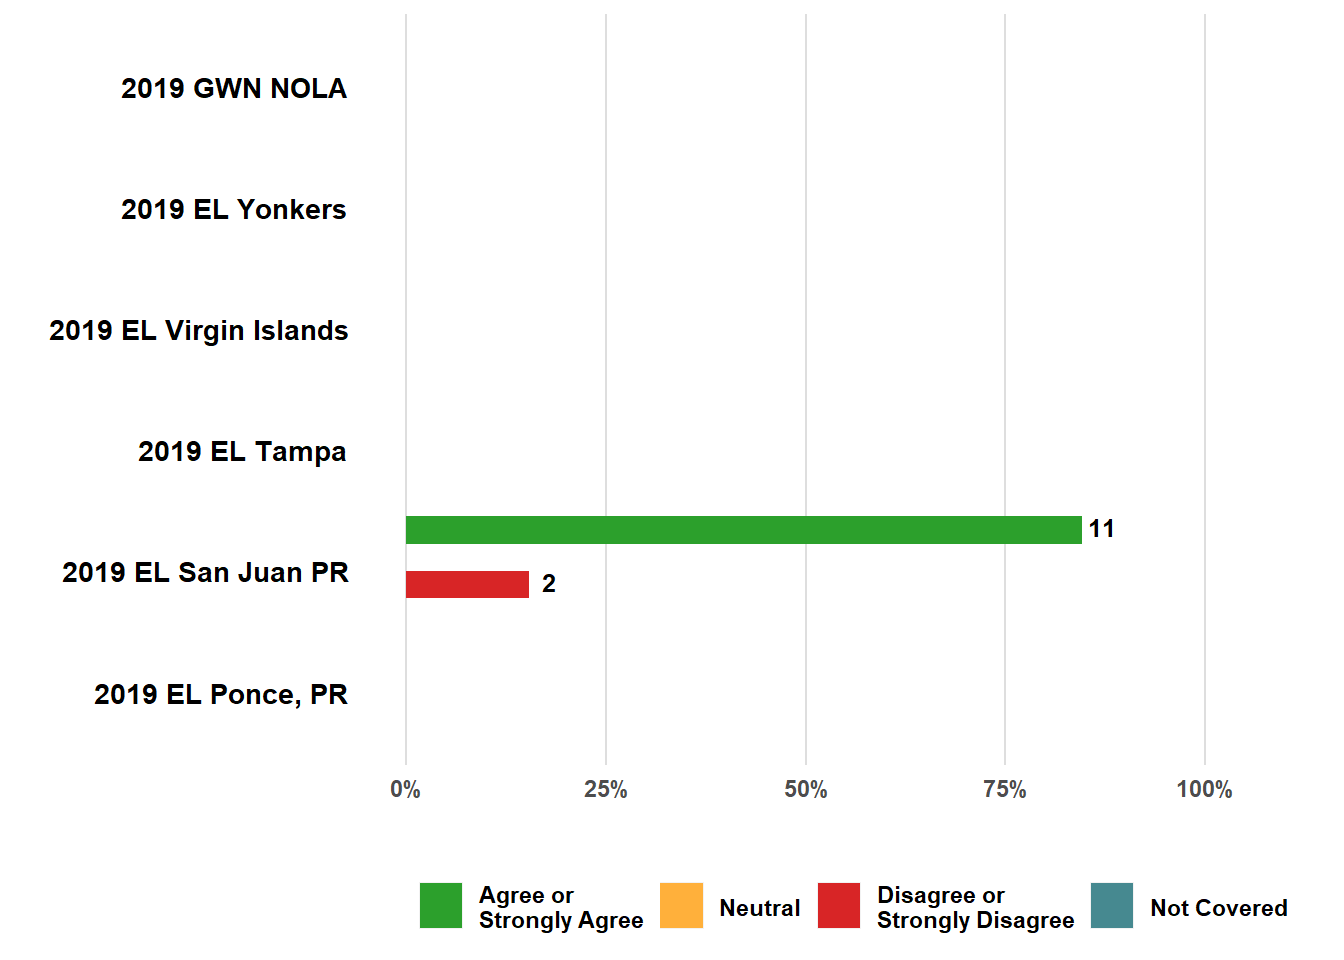 2019 GWN NOLA
2019 EL Yonkers
2019 EL Virgin Islands
2019 EL Tampa
11
2019 EL San Juan PR
2
2019 EL Ponce, PR
0%
25%
50%
75%
100%
Agree or
Strongly Agree
Neutral
Disagree or
Strongly Disagree
Not Covered